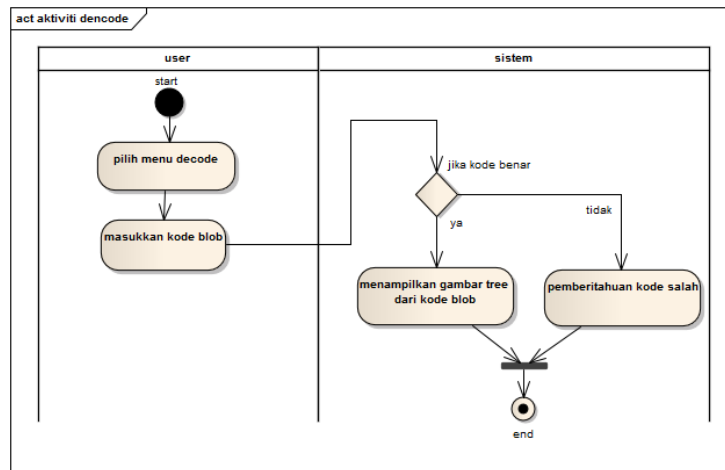 act aktiviti dencode
user
sistem
start
pilih menu decode
masukkan kode blob
jika kode benar
ya
tidak
menampilkan gambar tree
dari kode blob
pemberitahuan kode salah
end